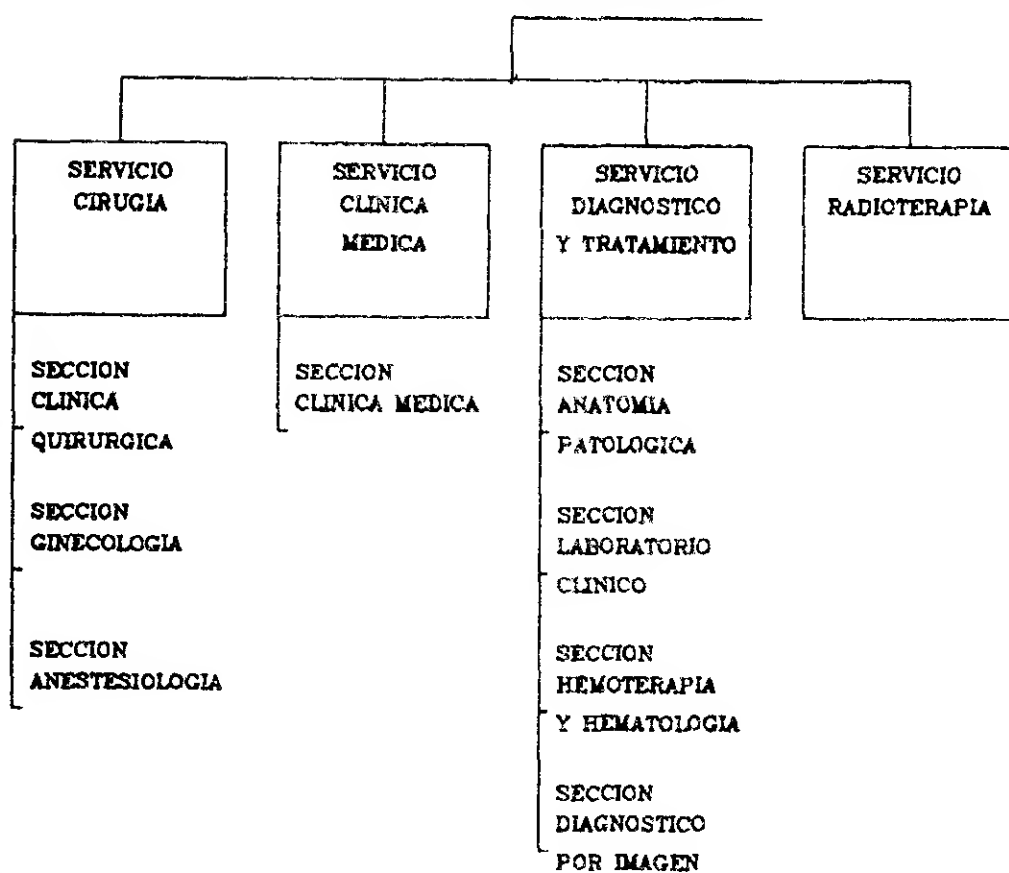 SERVICIO
CIRUGIA
SERVICIO
CLINICA
MEDICA
SERVICIO
DIAGNOSTICO
Y TRATAMIENTO
SERVICIO
RADIOTERAPIA
SECCION
CLINICA
QUIRURGICA
SECCION
GINECOLOGIA
SECCION
ANESTESIOLOGIA
SECCION
CLINICA MEDICA
SECCION
ANATOMIA
PATOLOGICA
SECCION
LABORATORIO
CLINICO
SECCION
HEMOTERAPIA
Y HEMATOLOGIA
SECCION
DIAGNOSTICO
POR IMAGEN